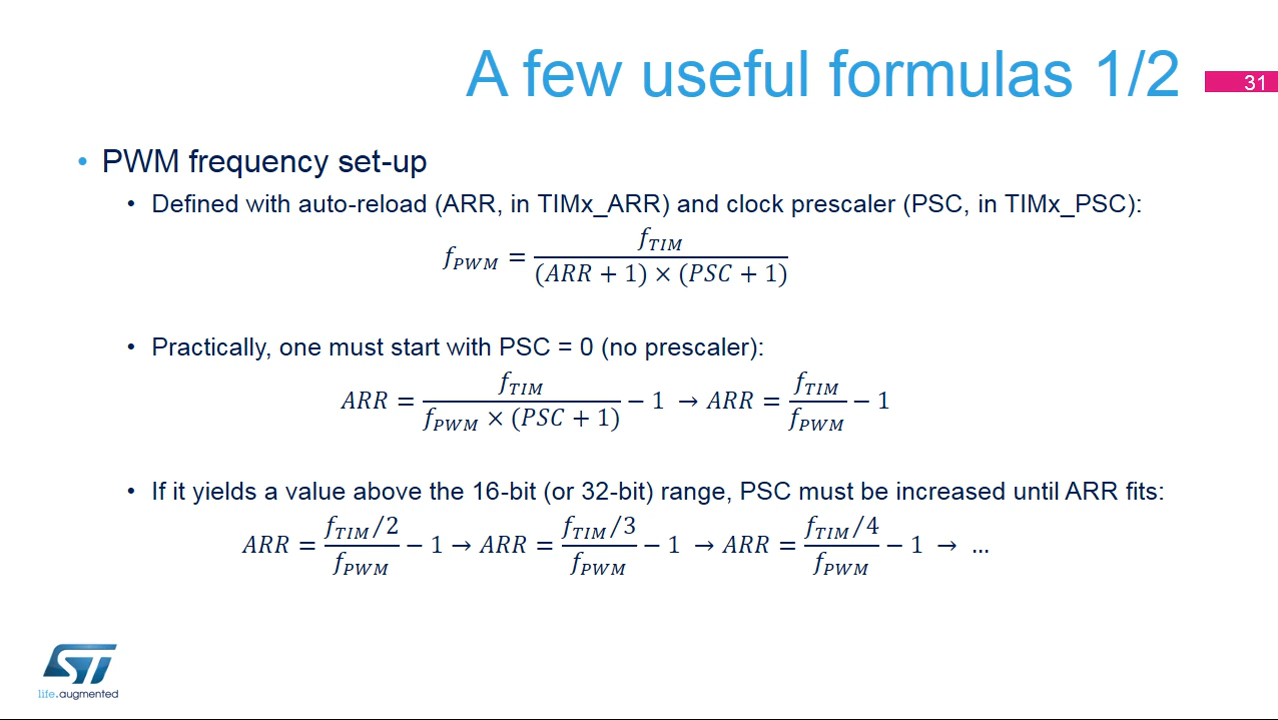 A few useful formulas 1/2
31
• PWM frequency set-up
• Defined with auto-reload (ARR, in TIMx_ARR) and clock prescaler (PSC, in TIMx_PSC):
f_PWM = f_TIM / ((ARR + 1) × (PSC + 1))
• Practically, one must start with PSC = 0 (no prescaler):
ARR = f_TIM / (f_PWM × (PSC + 1)) − 1 → ARR = f_TIM / f_PWM − 1
• If it yields a value above the 16-bit (or 32-bit) range, PSC must be increased until ARR fits:
ARR = (f_TIM/2) / f_PWM − 1 → ARR = (f_TIM/3) / f_PWM − 1 → ARR = (f_TIM/4) / f_PWM − 1 → ...
ST
life.augmented